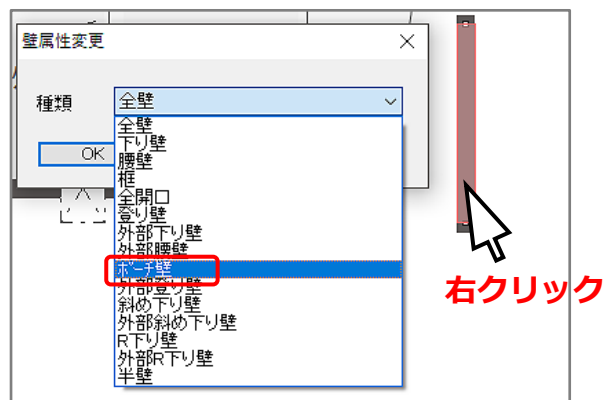 壁属性変更
種類
全壁
OK
全壁
下り壁
腰壁
框
全開口
登り壁
外部下り壁
外部腰壁
ﾎﾟｰﾁ壁
外部登り壁
斜め下り壁
外部斜め下り壁
R下り壁
外部R下り壁
半壁
右クリック